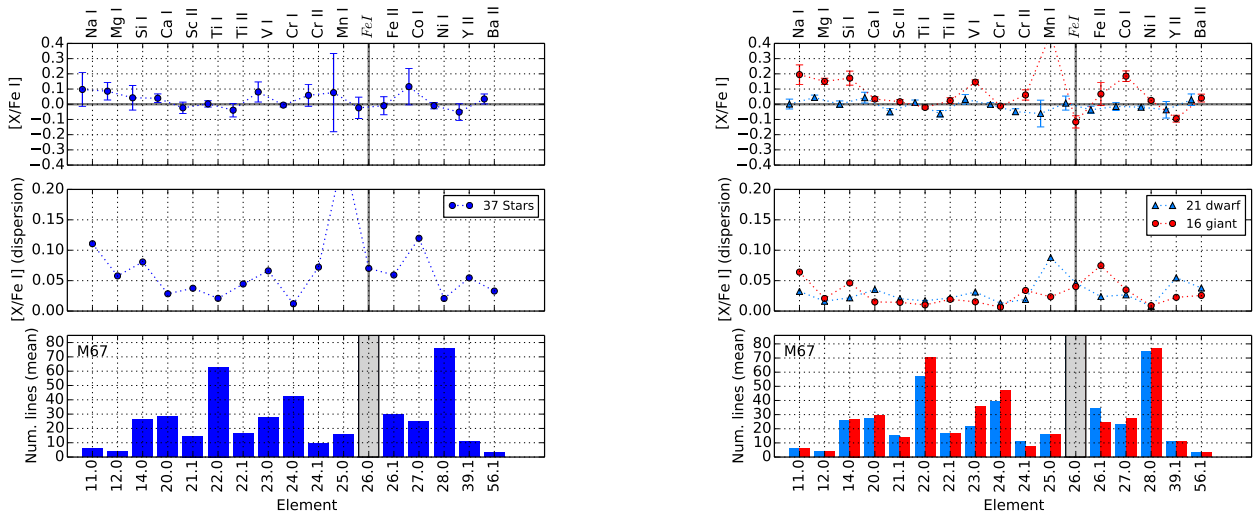 Na I Mg I Si I Ca I Sc II Ti I Ti II V I Cr I Cr II Mn I FeI Fe II Co I Ni I Y II Ba II
[X/Fe I]
0.4
0.3
0.2
0.1
0.0
−0.1
−0.2
−0.3
−0.4
[X/Fe I] (dispersion)
0.20
0.15
0.10
0.05
0.00
37 Stars
Num. lines (mean)
80
70
60
50
40
30
20
10
0
M67
11.0 12.0 14.0 20.0 21.1 22.0 22.1 23.0 24.0 24.1 25.0 26.0 26.1 27.0 28.0 39.1 56.1
Element
Na I Mg I Si I Ca I Sc II Ti I Ti II V I Cr I Cr II Mn I FeI Fe II Co I Ni I Y II Ba II
[X/Fe I]
0.4
0.3
0.2
0.1
0.0
−0.1
−0.2
−0.3
−0.4
[X/Fe I] (dispersion)
0.20
0.15
0.10
0.05
0.00
21 dwarf
16 giant
Num. lines (mean)
80
70
60
50
40
30
20
10
0
M67
11.0 12.0 14.0 20.0 21.1 22.0 22.1 23.0 24.0 24.1 25.0 26.0 26.1 27.0 28.0 39.1 56.1
Element